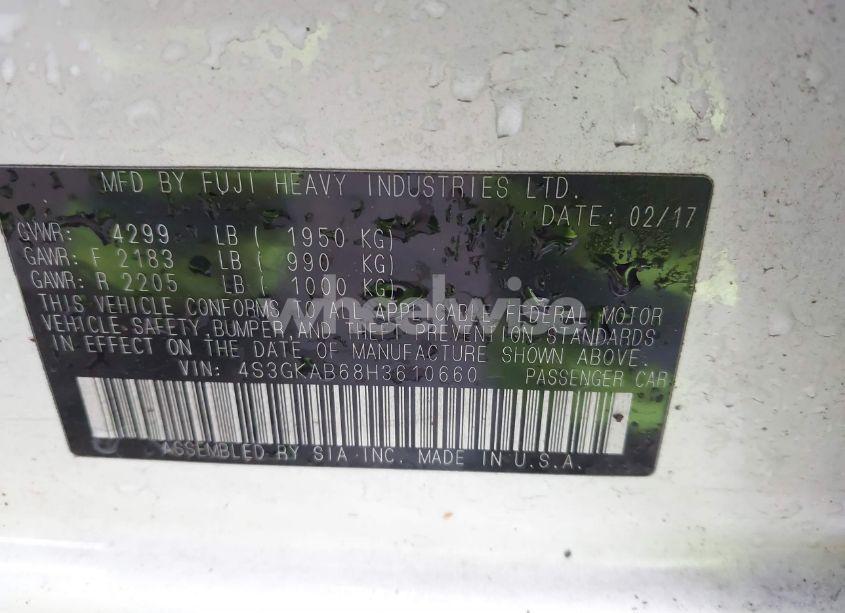 MFD BY FUJI HEAVY INDUSTRIES LTD.
DATE: 02/17
GVWR: 4299 LB ( 1950 KG)
GAWR: F 2183 LB ( 990 KG)
GAWR: R 2205 LB ( 1000 KG)
THIS VEHICLE CONFORMS TO ALL APPLICABLE FEDERAL MOTOR
VEHICLE SAFETY BUMPER AND THEFT PREVENTION STANDARDS
IN EFFECT ON THE DATE OF MANUFACTURE SHOWN ABOVE.
VIN: 4S3GKAB68H3610660 PASSENGER CAR
ASSEMBLED BY SIA INC. MADE IN U.S.A.
wheelwise